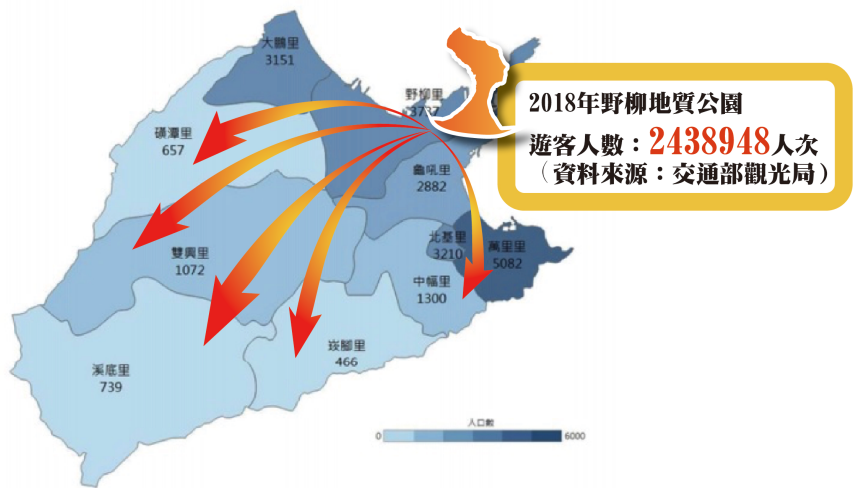 大鵬里
3151
野柳里
3737
2018年野柳地質公園
遊客人數：2438948人次
（資料來源：交通部觀光局）
磺潭里
657
龜吼里
2882
北基里
3210
萬里里
5082
雙興里
1072
中幅里
1300
崁腳里
466
溪底里
739
人口數
0
6000